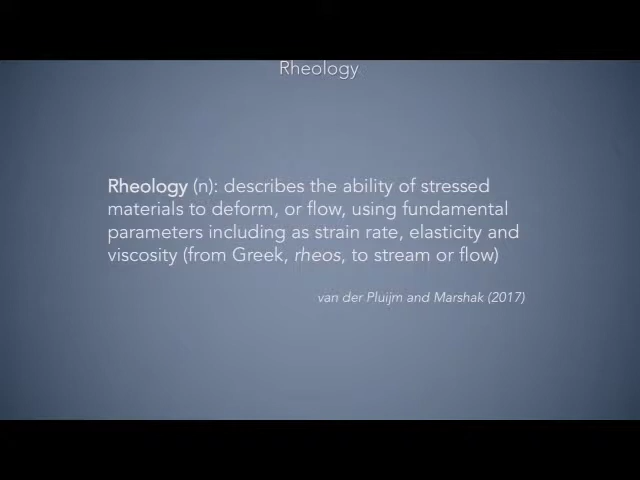 Rheology
Rheology (n): describes the ability of stressed
materials to deform, or flow, using fundamental
parameters including as strain rate, elasticity and
viscosity (from Greek, rheos, to stream or flow)
van der Pluijm and Marshak (2017)